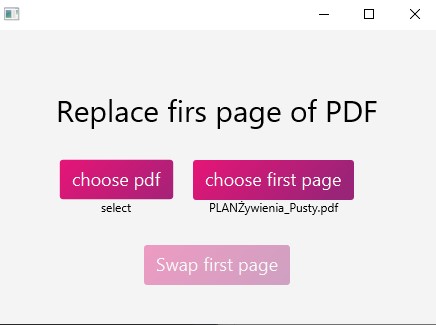 Replace firs page of PDF
choose pdf
choose first page
select
PLANŻywienia_Pusty.pdf
Swap first page